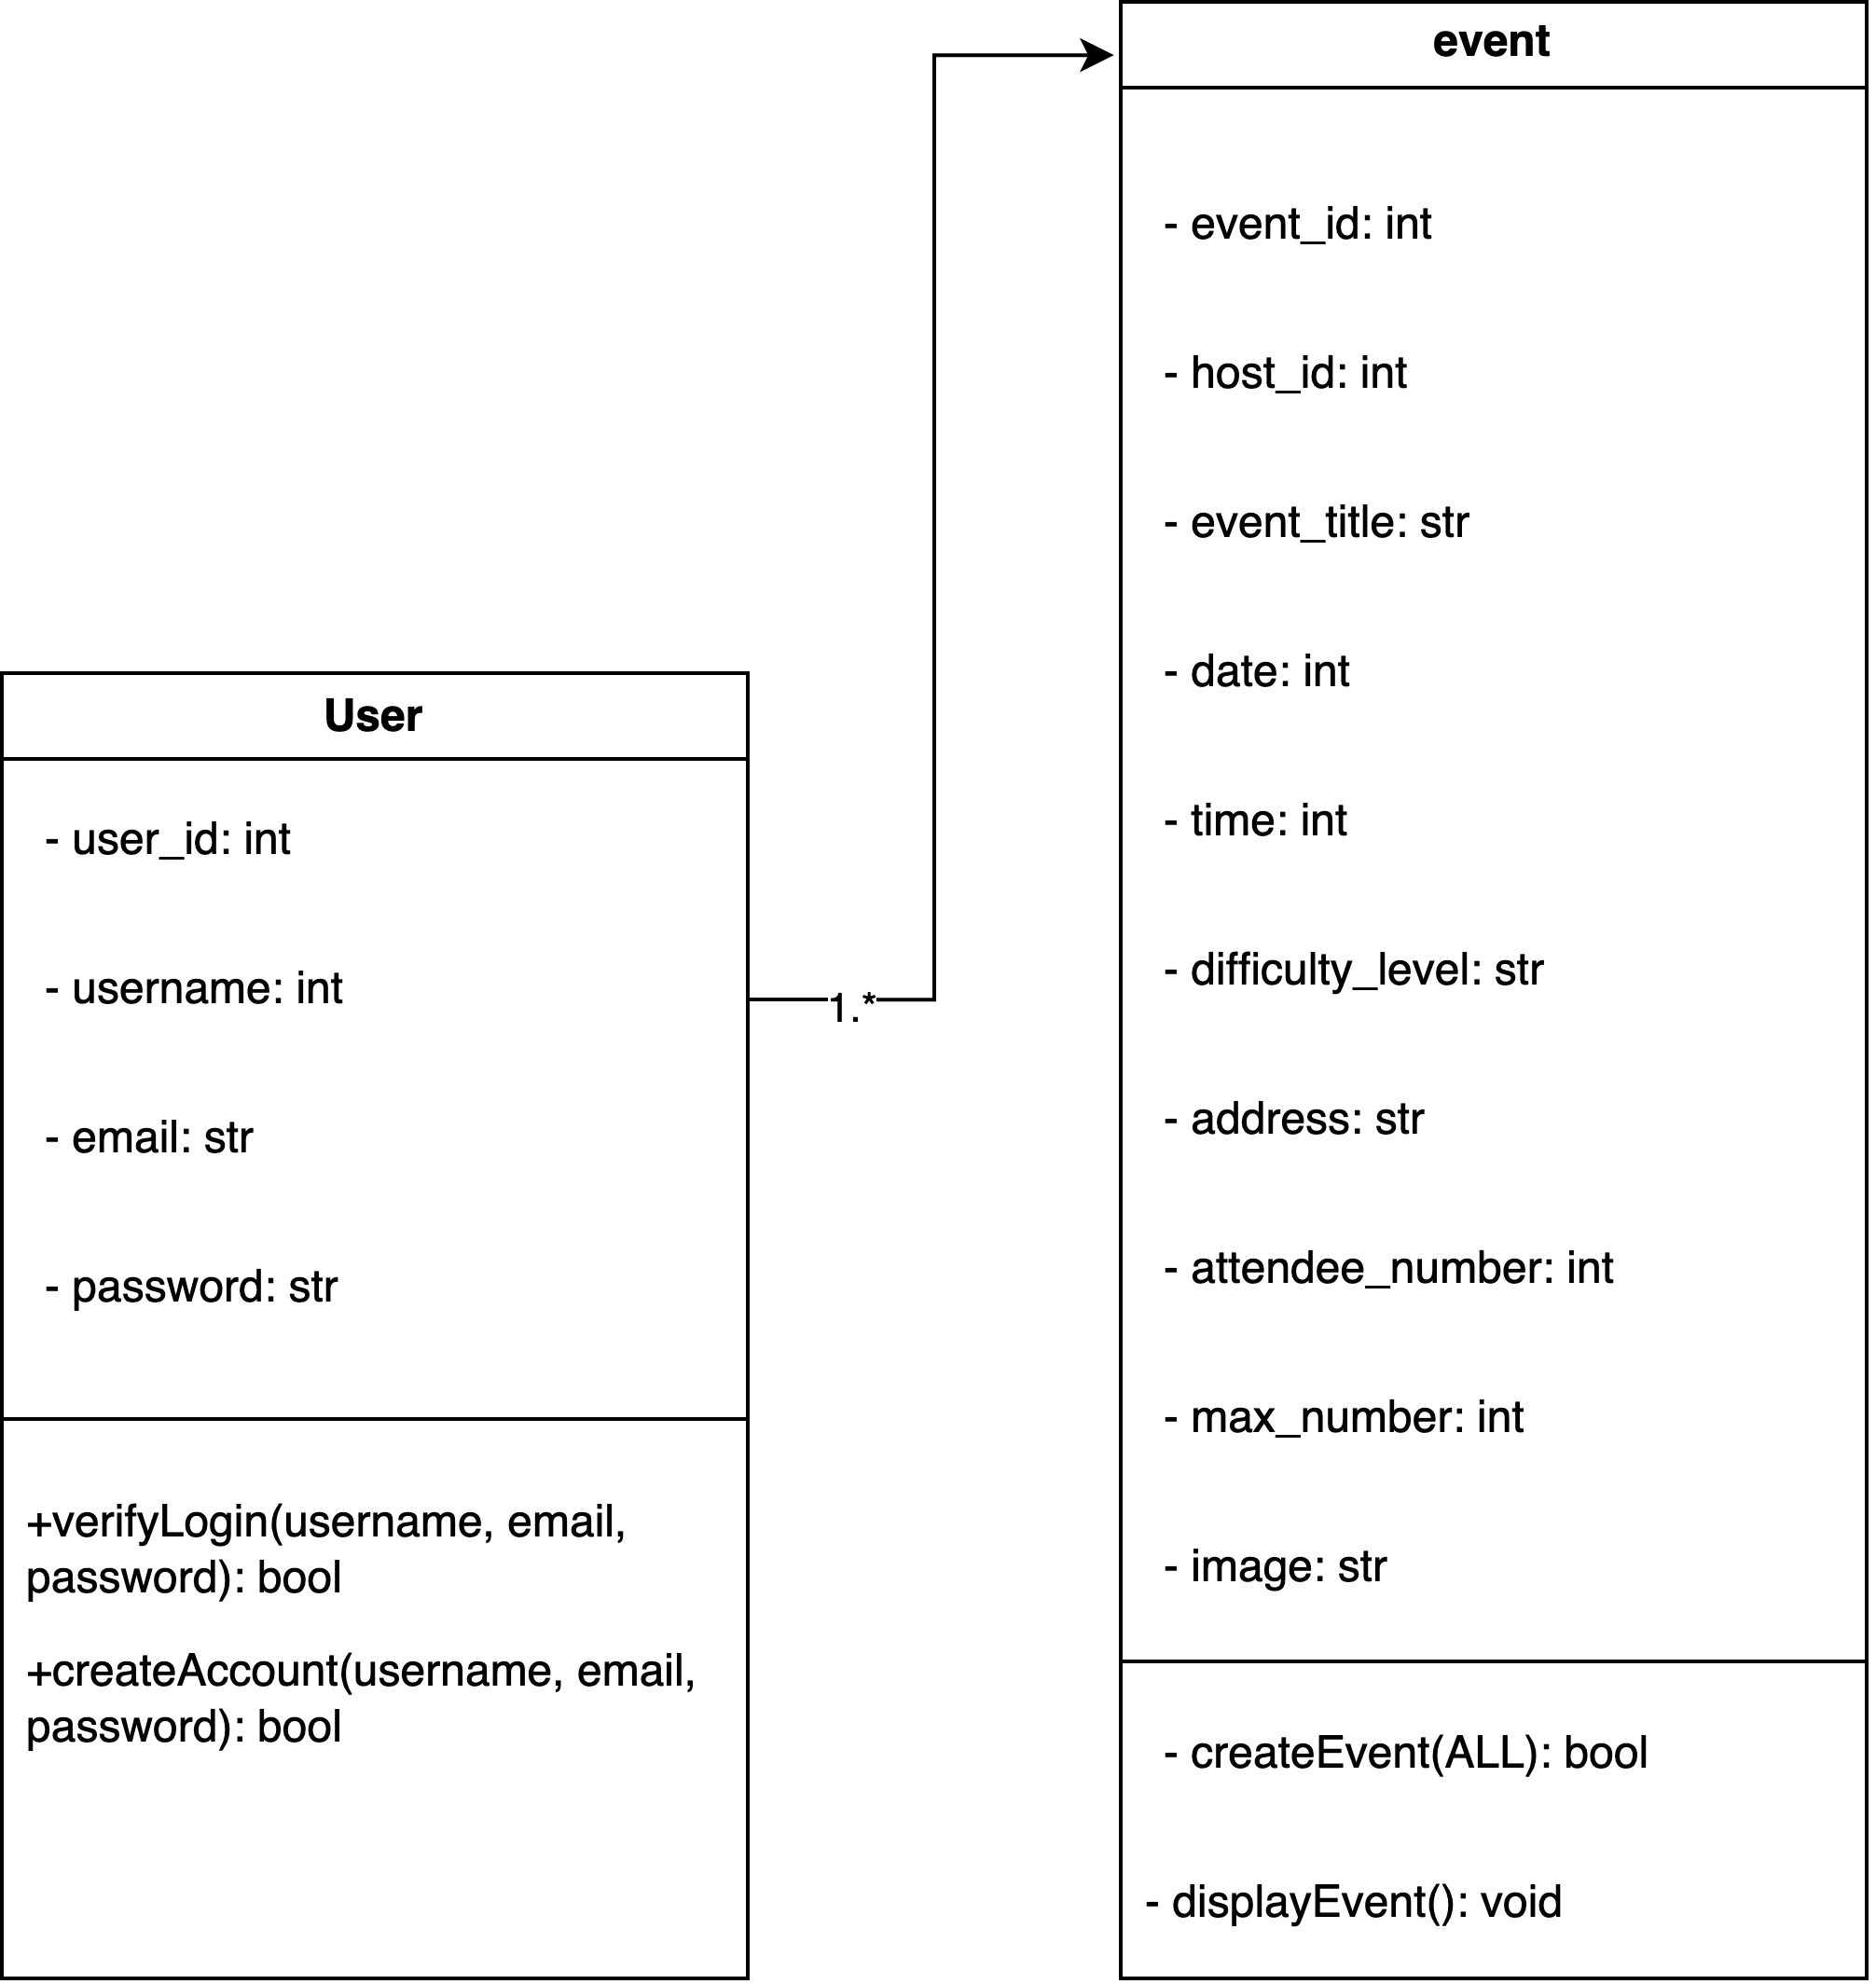 event
- event_id: int
- host_id: int
- event_title: str
- date: int
- time: int
- difficulty_level: str
- address: str
- attendee_number: int
- max_number: int
- image: str
- createEvent(ALL): bool
- displayEvent(): void
User
- user_id: int
- username: int
- email: str
- password: str
+verifyLogin(username, email,
password): bool
+createAccount(username, email,
password): bool
1.*